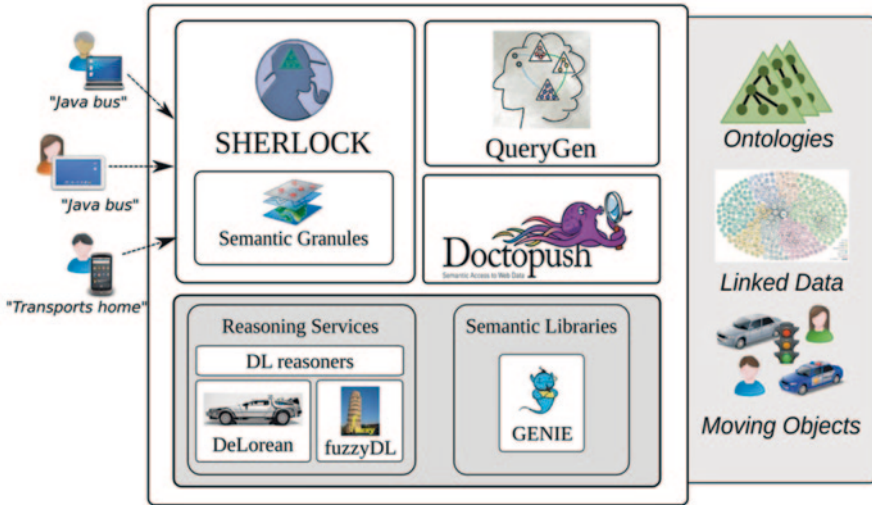 "Java bus"
"Java bus"
"Transports home"
SHERLOCK
Semantic Granules
QueryGen
Doctopush
Semantic Access to Web Data
Reasoning Services
DL reasoners
DeLorean
fuzzyDL
Semantic Libraries
GENIE
Ontologies
Linked Data
Moving Objects